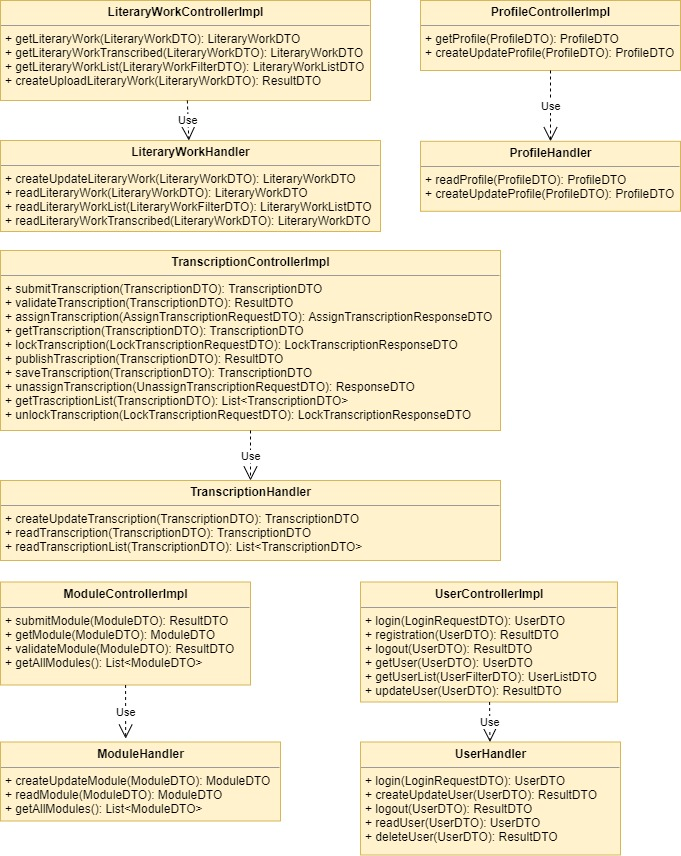 LiteraryWorkControllerImpl
+ getLiteraryWork(LiteraryWorkDTO): LiteraryWorkDTO
+ getLiteraryWorkTranscribed(LiteraryWorkDTO): LiteraryWorkDTO
+ getLiteraryWorkList(LiteraryWorkFilterDTO): LiteraryWorkListDTO
+ createUploadLiteraryWork(LiteraryWorkDTO): ResultDTO
Use
LiteraryWorkHandler
+ createUpdateLiteraryWork(LiteraryWorkDTO): LiteraryWorkDTO
+ readLiteraryWork(LiteraryWorkDTO): LiteraryWorkDTO
+ readLiteraryWorkList(LiteraryWorkFilterDTO): LiteraryWorkListDTO
+ readLiteraryWorkTranscribed(LiteraryWorkDTO): LiteraryWorkDTO
ProfileControllerImpl
+ getProfile(ProfileDTO): ProfileDTO
+ createUpdateProfile(ProfileDTO): ProfileDTO
Use
ProfileHandler
+ readProfile(ProfileDTO): ProfileDTO
+ createUpdateProfile(ProfileDTO): ProfileDTO
TranscriptionControllerImpl
+ submitTranscription(TranscriptionDTO): TranscriptionDTO
+ validateTranscription(TranscriptionDTO): ResultDTO
+ assignTranscription(AssignTranscriptionRequestDTO): AssignTranscriptionResponseDTO
+ getTranscription(TranscriptionDTO): TranscriptionDTO
+ lockTranscription(LockTranscriptionRequestDTO): LockTranscriptionResponseDTO
+ publishTrascription(TranscriptionDTO): ResultDTO
+ saveTranscription(TranscriptionDTO): TranscriptionDTO
+ unassignTranscription(UnassignTranscriptionRequestDTO): ResponseDTO
+ getTrascriptionList(TranscriptionDTO): List<TranscriptionDTO>
+ unlockTranscription(LockTranscriptionRequestDTO): LockTranscriptionResponseDTO
Use
TranscriptionHandler
+ createUpdateTranscription(TranscriptionDTO): TranscriptionDTO
+ readTranscription(TranscriptionDTO): TranscriptionDTO
+ readTranscriptionList(TranscriptionDTO): List<TranscriptionDTO>
ModuleControllerImpl
+ submitModule(ModuleDTO): ResultDTO
+ getModule(ModuleDTO): ModuleDTO
+ validateModule(ModuleDTO): ResultDTO
+ getAllModules(): List<ModuleDTO>
Use
ModuleHandler
+ createUpdateModule(ModuleDTO): ModuleDTO
+ readModule(ModuleDTO): ModuleDTO
+ getAllModules(): List<ModuleDTO>
UserControllerImpl
+ login(LoginRequestDTO): UserDTO
+ registration(UserDTO): ResultDTO
+ logout(UserDTO): ResultDTO
+ getUser(UserDTO): UserDTO
+ getUserList(UserFilterDTO): UserListDTO
+ updateUser(UserDTO): ResultDTO
Use
UserHandler
+ login(LoginRequestDTO): UserDTO
+ createUpdateUser(UserDTO): ResultDTO
+ logout(UserDTO): ResultDTO
+ readUser(UserDTO): UserDTO
+ deleteUser(UserDTO): ResultDTO